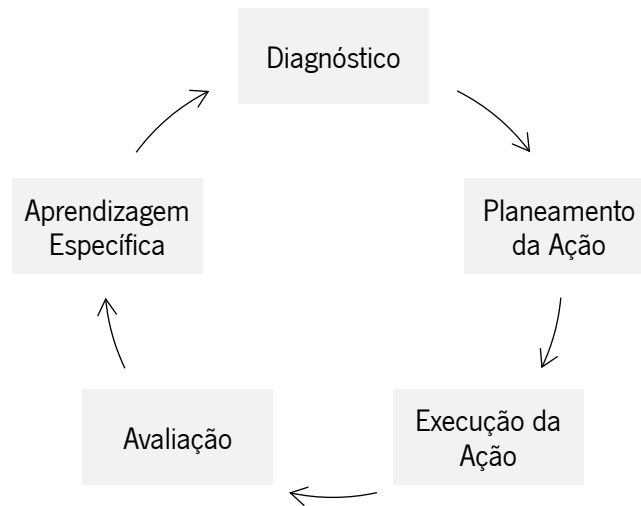 Diagnóstico
Planeamento
da Ação
Execução da
Ação
Avaliação
Aprendizagem
Específica